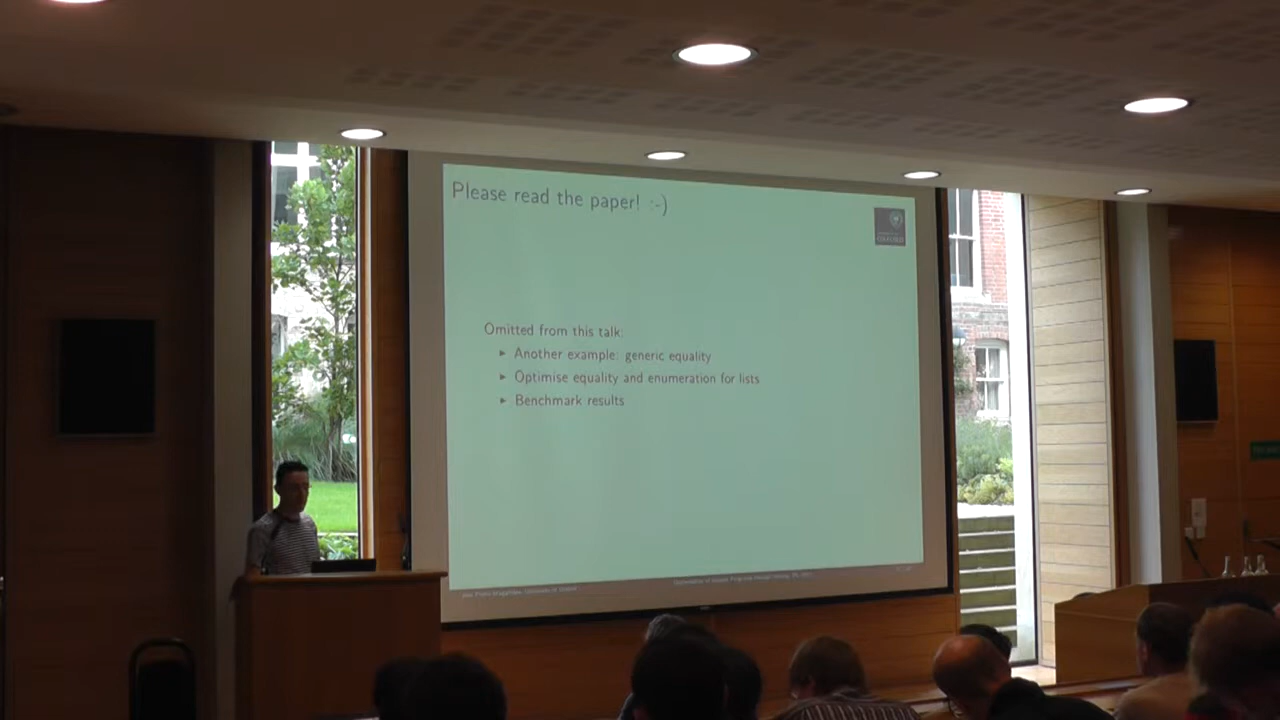 Please read the paper! :-)
OXFORD
Omitted from this talk:
▸ Another example: generic equality
▸ Optimise equality and enumeration for lists
▸ Benchmark results